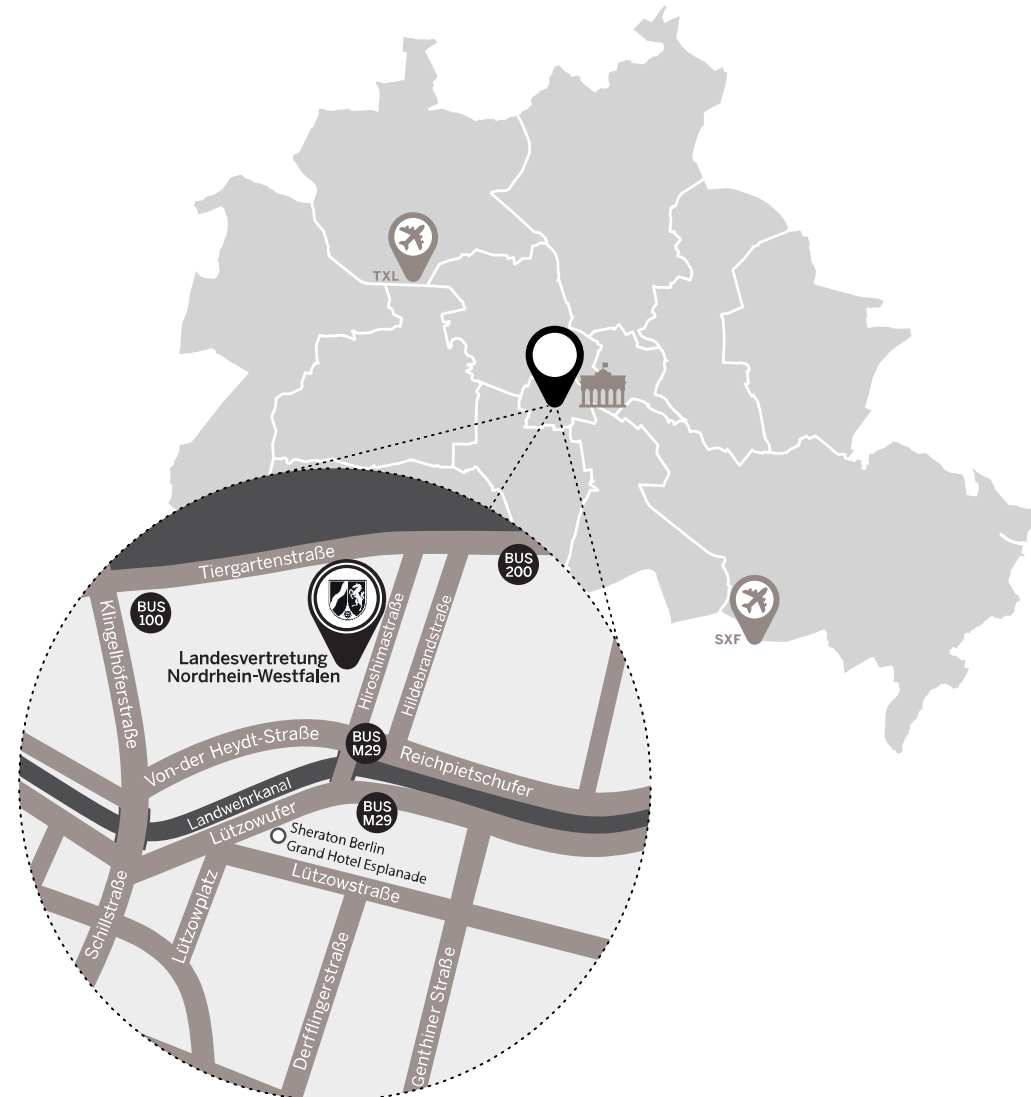 TXL
SXF
Tiergartenstraße
BUS
200
BUS
100
Klingelhöferstraße
Landesvertretung
Nordrhein-Westfalen
Hiroshimastraße
Hildebrandstraße
Von-der Heydt-Straße
BUS
M29
Reichpietschufer
Landwehrkanal
Lützowufer
BUS
M29
Sheraton Berlin
Grand Hotel Esplanade
Lützowstraße
Schillstraße
Lützowplatz
Derfflingerstraße
Genthiner Straße